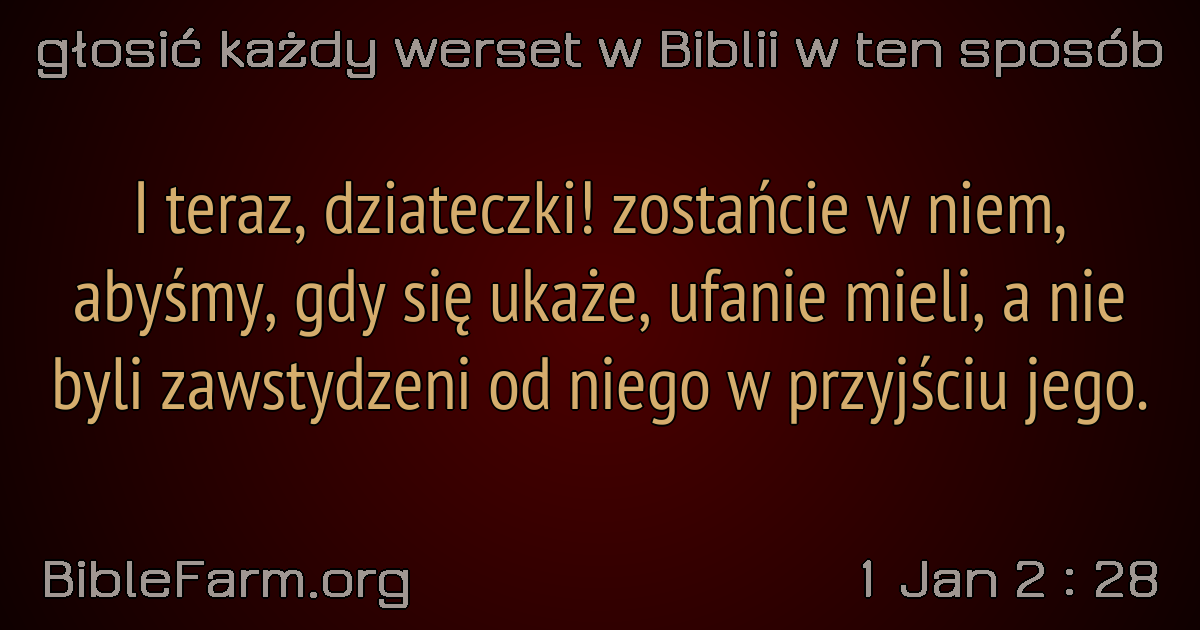 głosić każdy werset w Biblii w ten sposób
I teraz, dziateczki! zostańcie w niem,
abyśmy, gdy się ukaże, ufanie mieli, a nie
byli zawstydzeni od niego w przyjściu jego.
BibleFarm.org
1 Jan 2 : 28